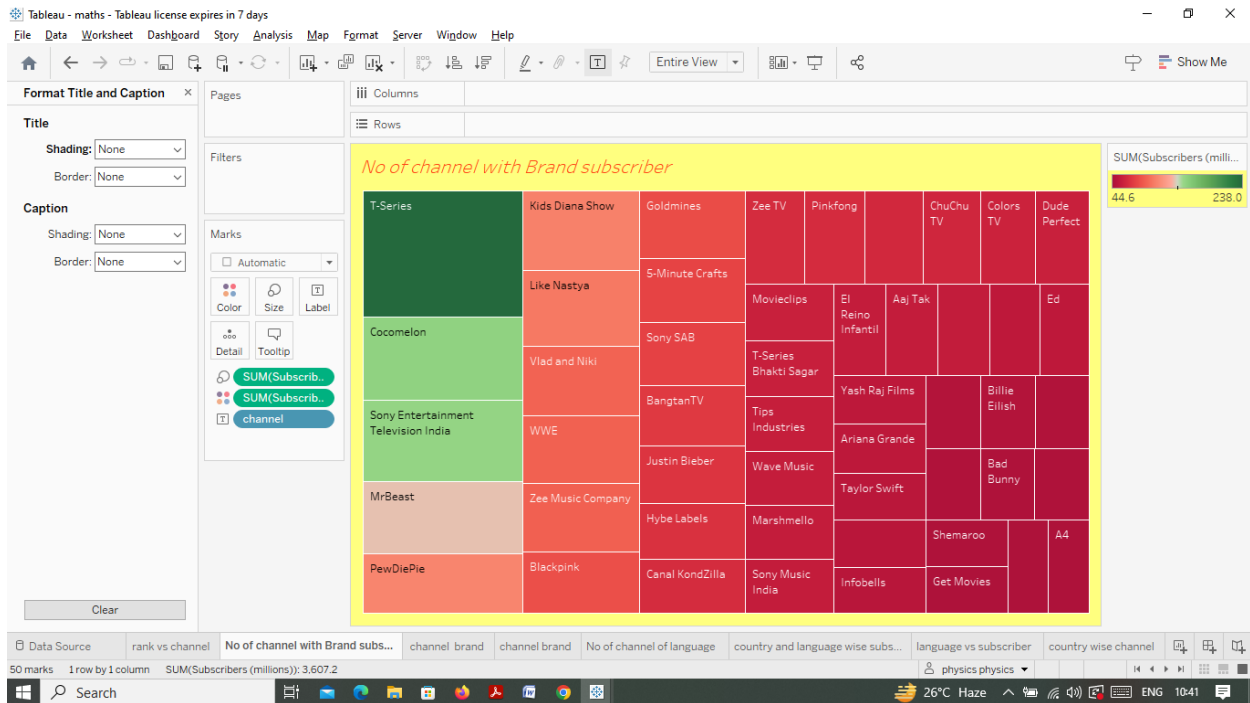 Tableau - maths - Tableau license expires in 7 days
File Data Worksheet Dashboard Story Analysis Map Format Server Window Help
Entire View
Show Me
Format Title and Caption
Title
Shading: None
Border: None
Caption
Shading: None
Border: None
Clear
Pages
Filters
Marks
Automatic
Color Size Label
Detail Tooltip
SUM(Subscrib..
SUM(Subscrib..
channel
iii Columns
Rows
No of channel with Brand subscriber
T-Series
Cocomelon
Sony Entertainment
Television India
MrBeast
PewDiePie
Kids Diana Show
Like Nastya
Vlad and Niki
WWE
Zee Music Company
Blackpink
Goldmines
5-Minute Crafts
Sony SAB
BangtanTV
Justin Bieber
Hybe Labels
Canal KondZilla
Zee TV
Pinkfong
ChuChu
TV
Colors
TV
Dude
Perfect
Movieclips
T-Series
Bhakti Sagar
Tips
Industries
Wave Music
Marshmello
Sony Music
India
El
Reino
Infantil
Aaj Tak
Ed
Yash Raj Films
Ariana Grande
Taylor Swift
Infobells
Billie
Eilish
Bad
Bunny
Shemaroo
Get Movies
A4
SUM(Subscribers (milli...
44.6 238.0
Data Source
rank vs channel
No of channel with Brand subs...
channel brand
channel brand
No of channel of language
country and language wise subs...
language vs subscriber
country wise channel
50 marks 1 row by 1 column SUM(Subscribers (millions)): 3,607.2
physics physics
Search
26°C Haze
ENG 10:41